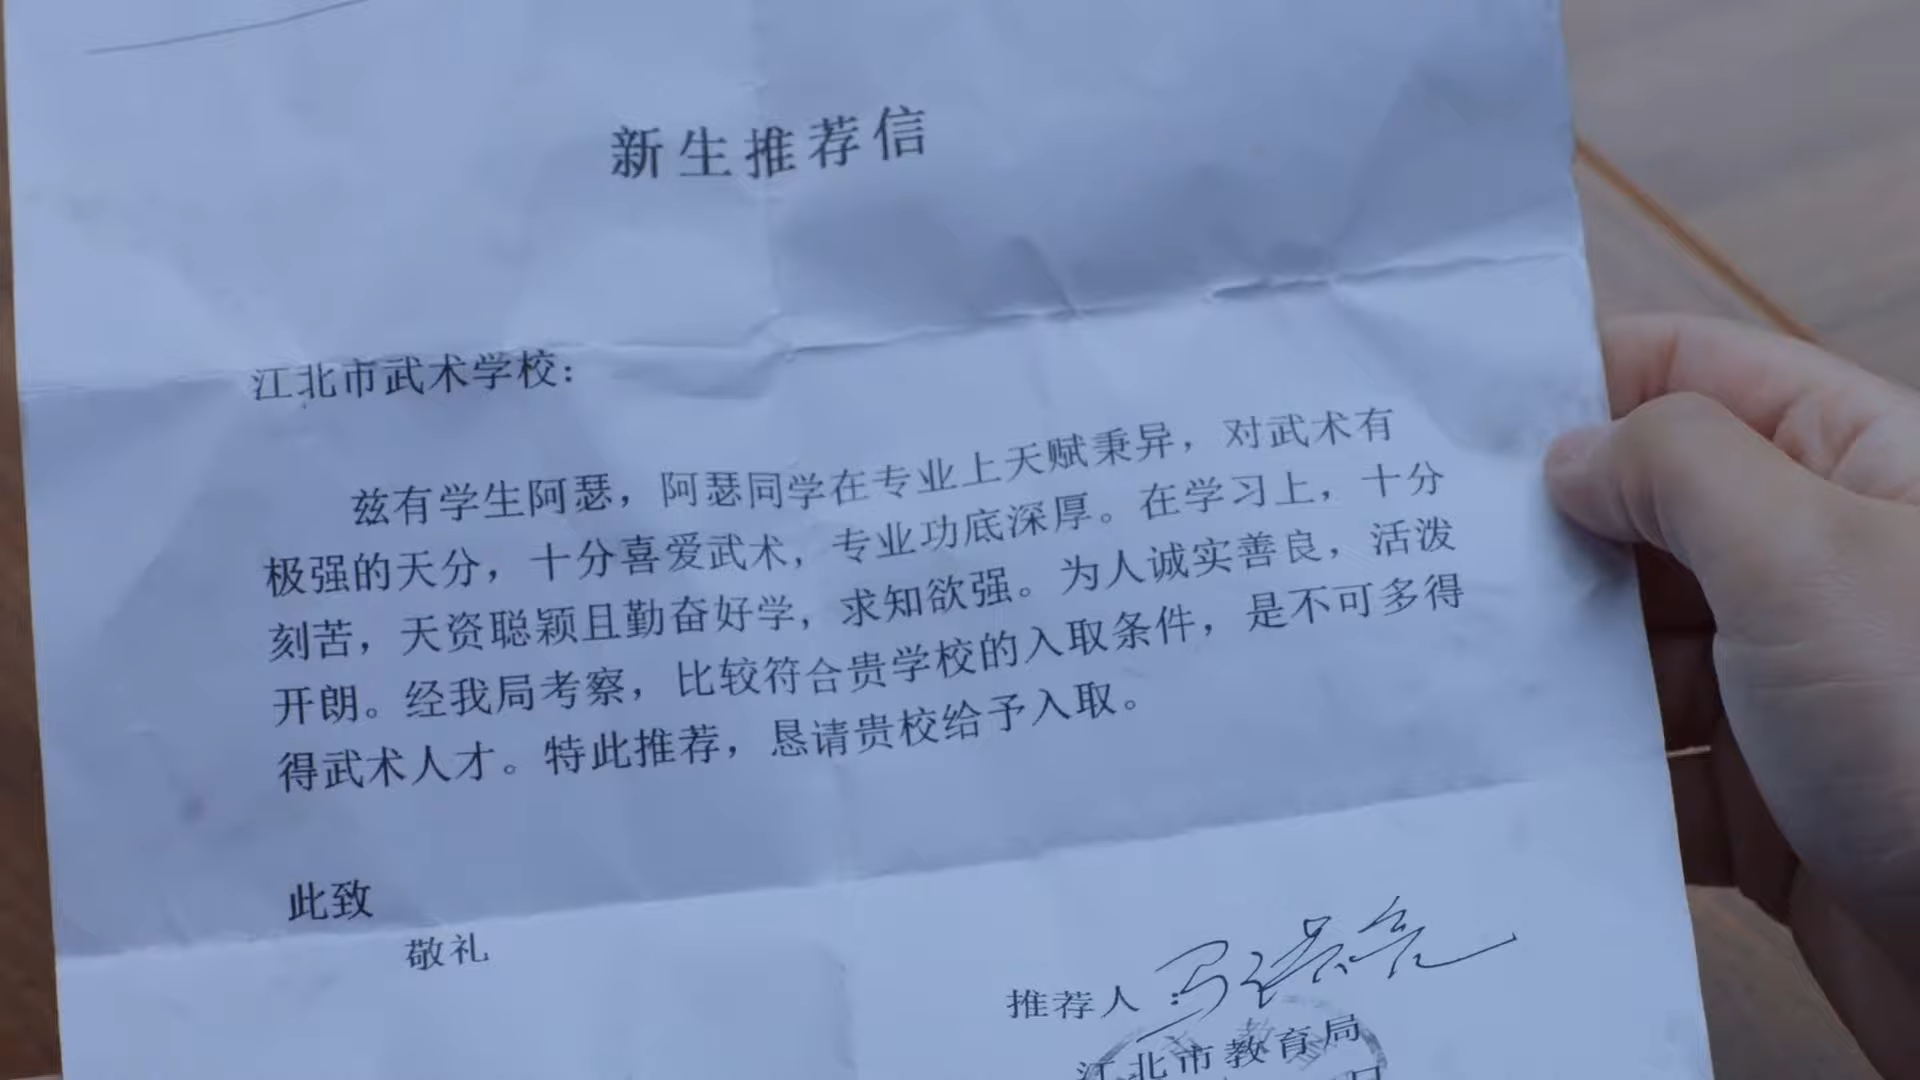 新生推荐信
江北市武术学校：
兹有学生阿瑟，阿瑟同学在专业上天赋秉异，对武术有
极强的天分，十分喜爱武术，专业功底深厚。在学习上，十分
刻苦，天资聪颖且勤奋好学，求知欲强。为人诚实善良，活泼
开朗。经我局考察，比较符合贵学校的入取条件，是不可多得
得武术人才。特此推荐，恳请贵校给予入取。
此致
敬礼
推荐人：
江北市教育局